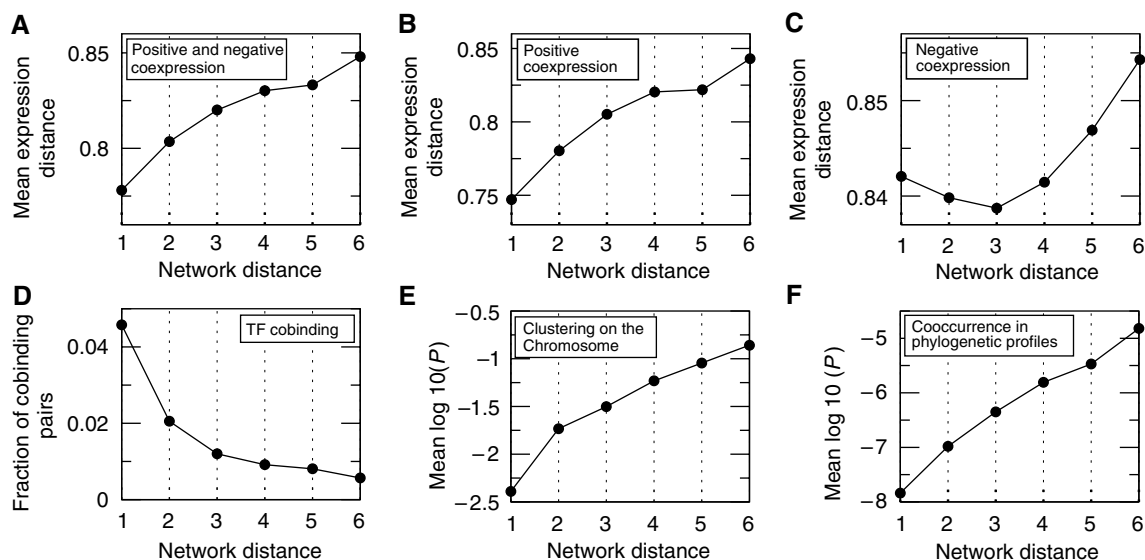 A
Positive and negative
coexpression
Mean expression
distance
0.85
0.8
1 2 3 4 5 6
Network distance
B
Positive
coexpression
Mean expression
distance
0.85
0.8
0.75
1 2 3 4 5 6
Network distance
C
Negative
coexpression
Mean expression
distance
0.85
0.84
1 2 3 4 5 6
Network distance
D
TF cobinding
Fraction of cobinding
pairs
0.04
0.02
0
1 2 3 4 5 6
Network distance
E
Clustering on the
Chromosome
Mean log 10(P)
−0.5
−1
−1.5
−2
−2.5
1 2 3 4 5 6
Network distance
F
Cooccurrence in
phylogenetic profiles
Mean log 10 (P)
−5
−6
−7
−8
1 2 3 4 5 6
Network distance